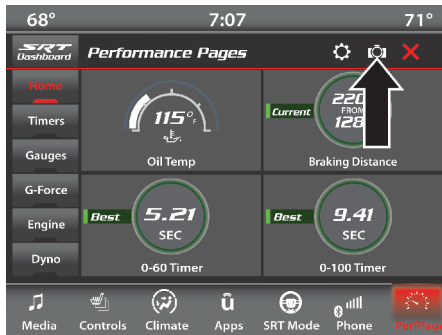 68° 7:07 71°
SRT
Dashboard
Performance Pages
Home
Timers
Gauges
G-Force
Engine
Dyno
115°F
Oil Temp
Current
220
FROM
128
Braking Distance
Best
5.21
SEC
0-60 Timer
Best
9.41
SEC
0-100 Timer
Media Controls Climate Apps SRT Mode Phone PerfPage